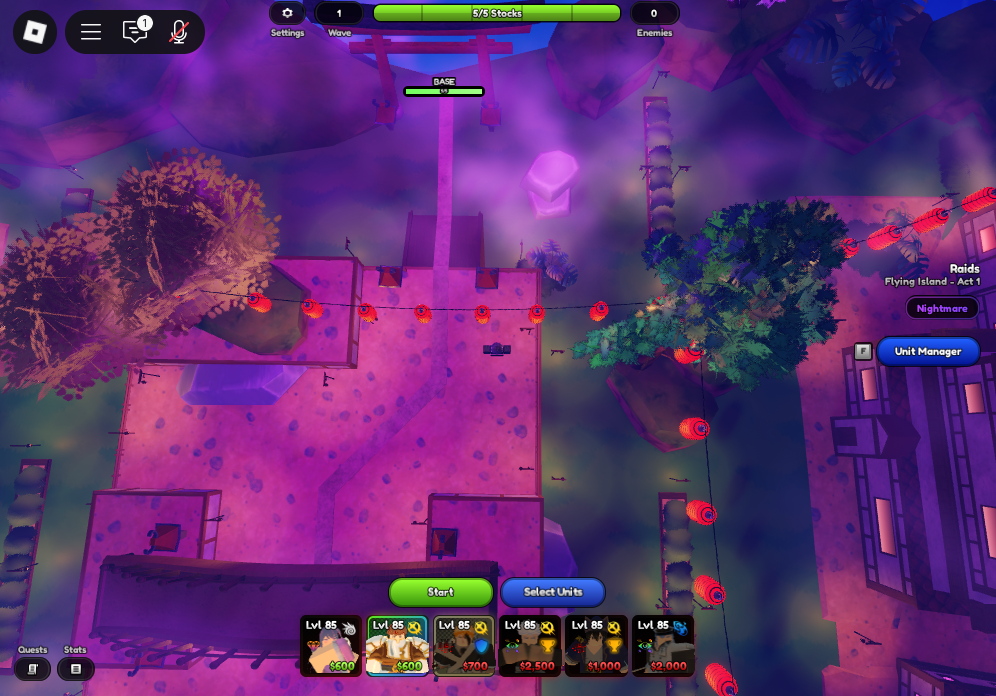 1
5/5 Stocks
0
Settings
Wave
Enemies
1
BASE
Raids
Flying Island - Act 1
Nightmare
F
Unit Manager
Start
Select Units
Lvl 85
$600
Lvl 85
$600
Lvl 85
$700
Lvl 85
$2,500
Lvl 85
$1,000
Lvl 85
$2,000
Quests
Stats